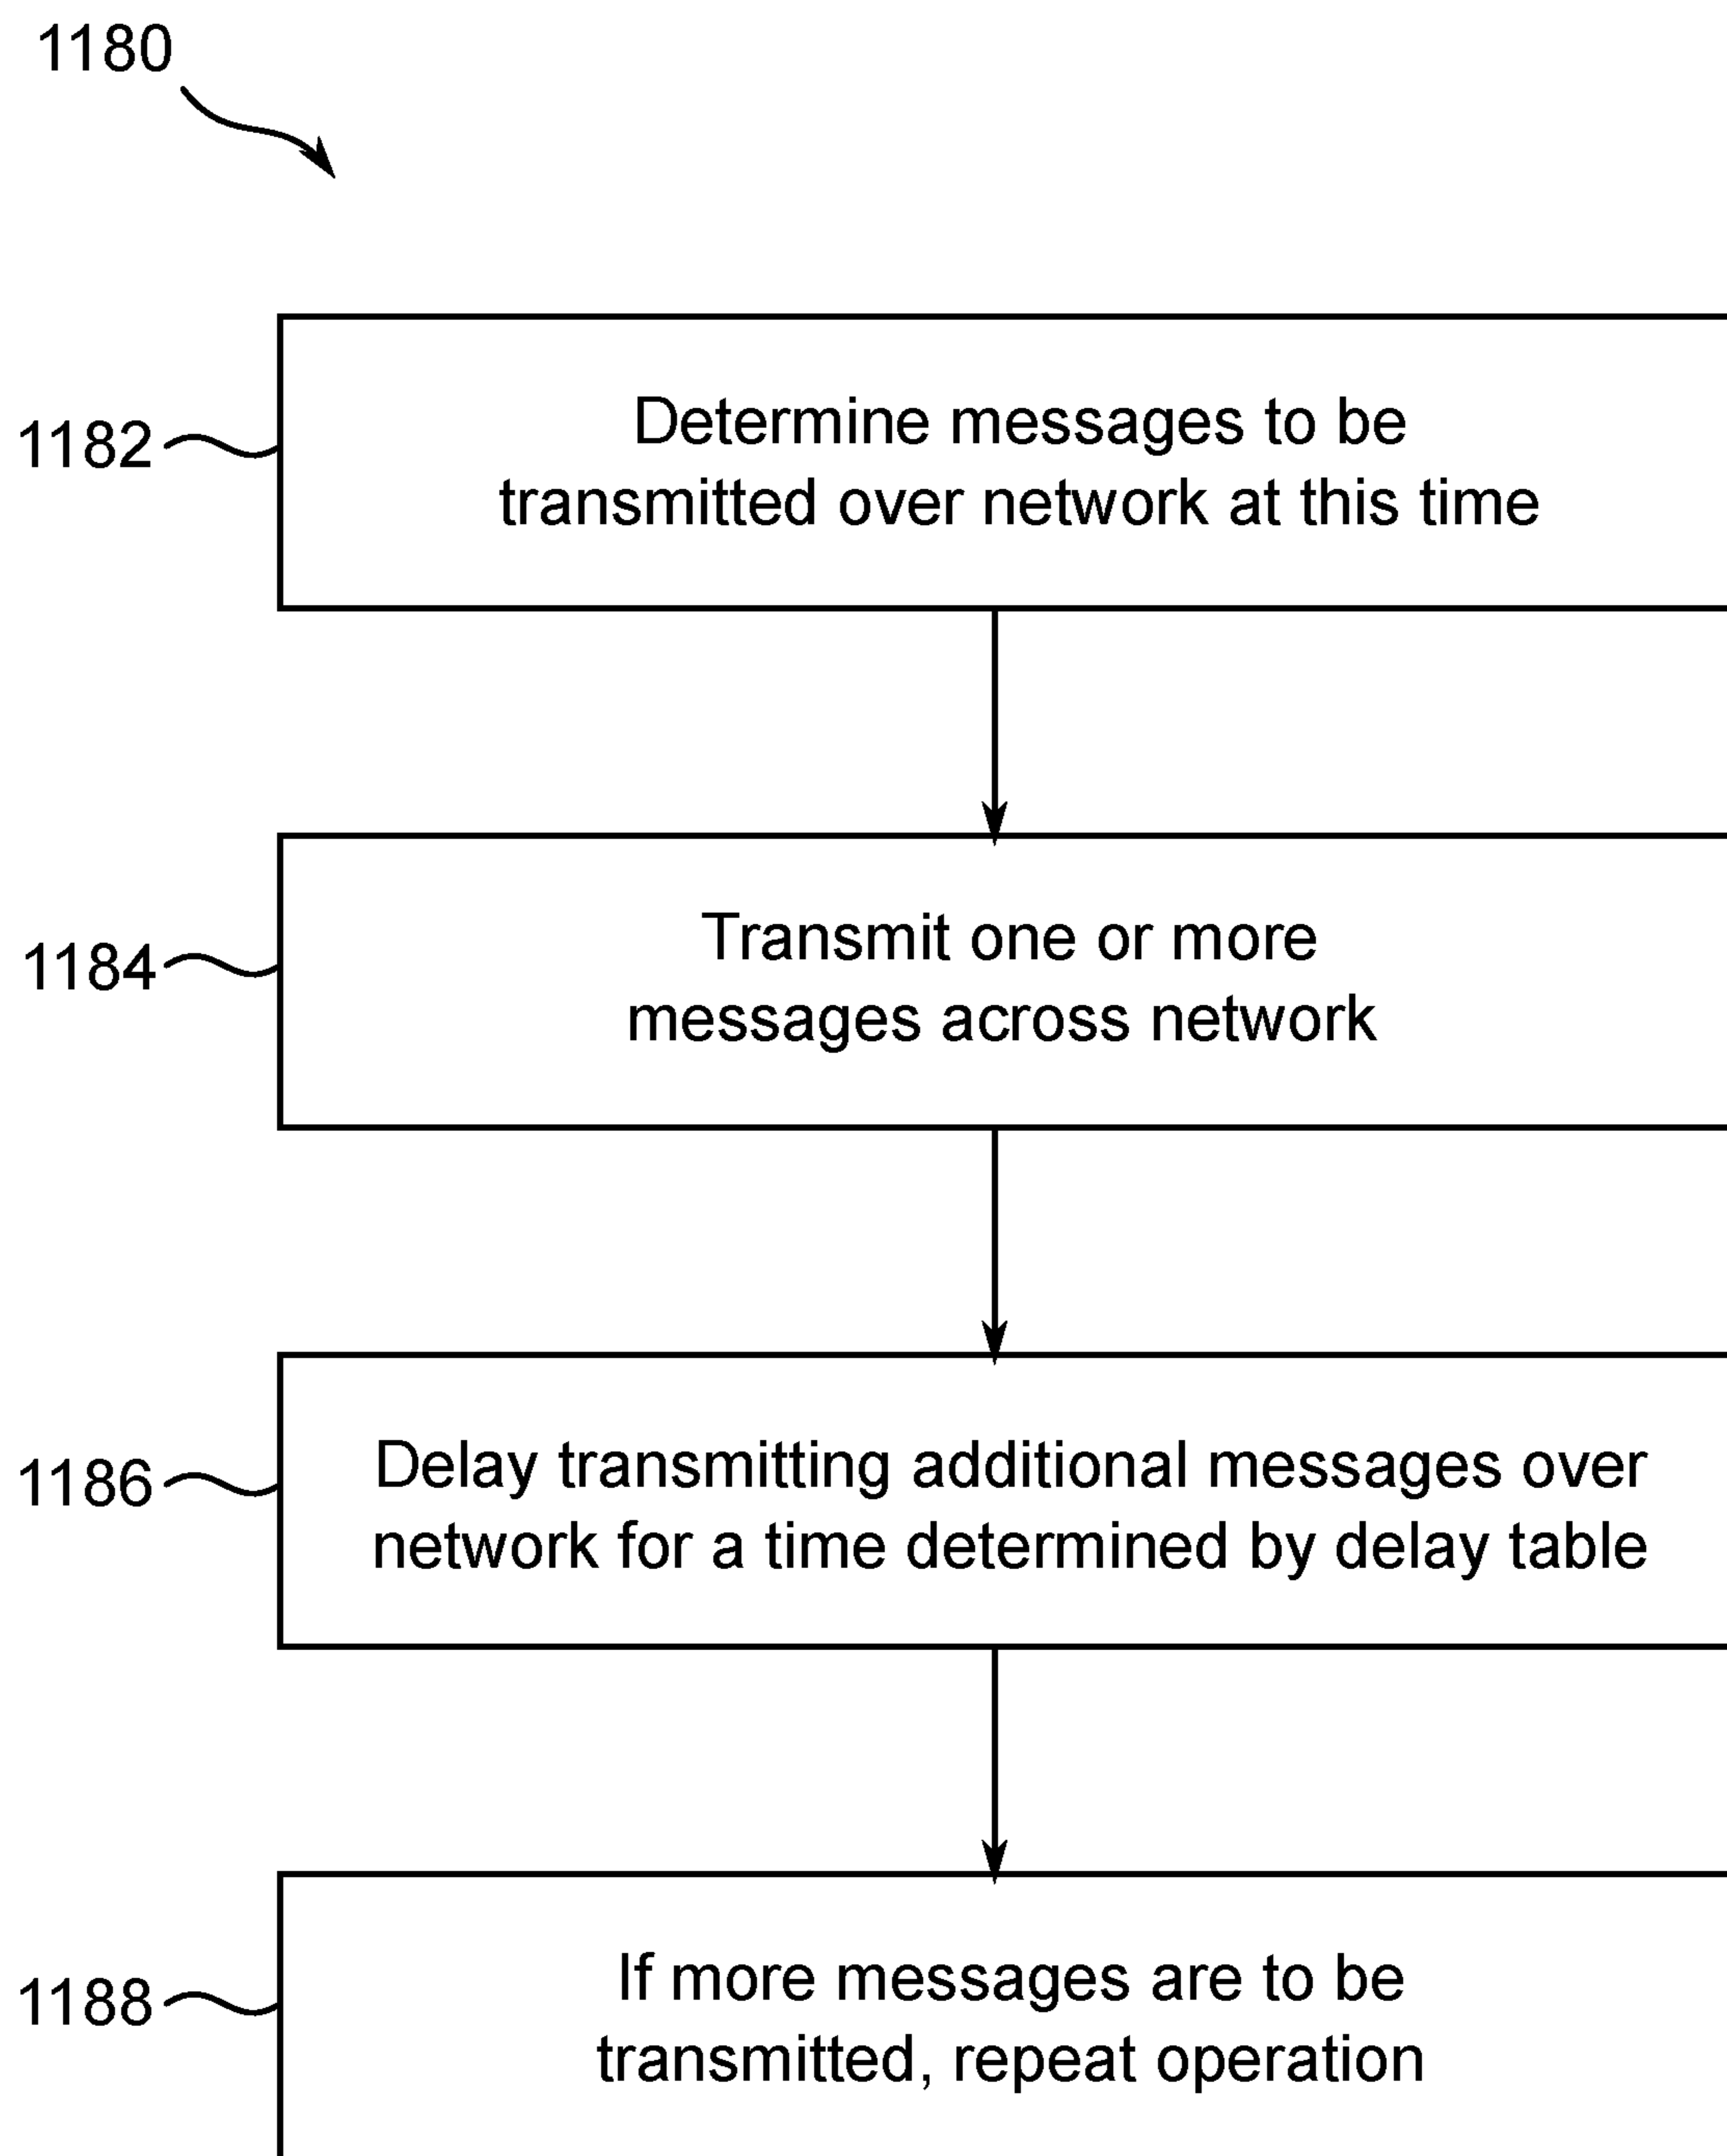 1180
1182
Determine messages to be
transmitted over network at this time
1184
Transmit one or more
messages across network
1186
Delay transmitting additional messages over
network for a time determined by delay table
1188
If more messages are to be
transmitted, repeat operation